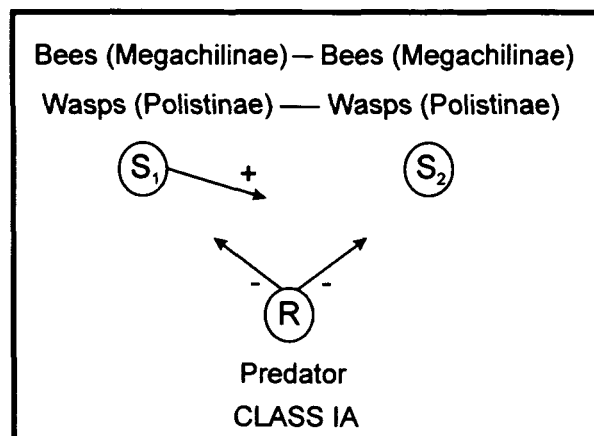 Bees (Megachilinae) – Bees (Megachilinae)
Wasps (Polistinae) — Wasps (Polistinae)
S₁ + S₂
- -
R
Predator
CLASS IA